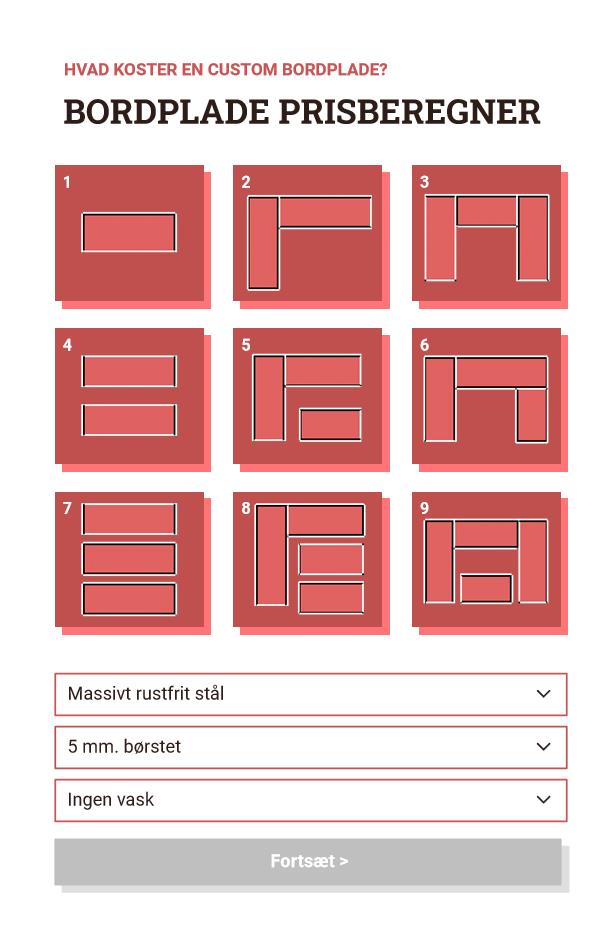 HVAD KOSTER EN CUSTOM BORDPLADE?
BORDPLADE PRISBEREGNER
1
2
3
4
5
6
7
8
9
Massivt rustfrit stål
5 mm. børstet
Ingen vask
Fortsæt >